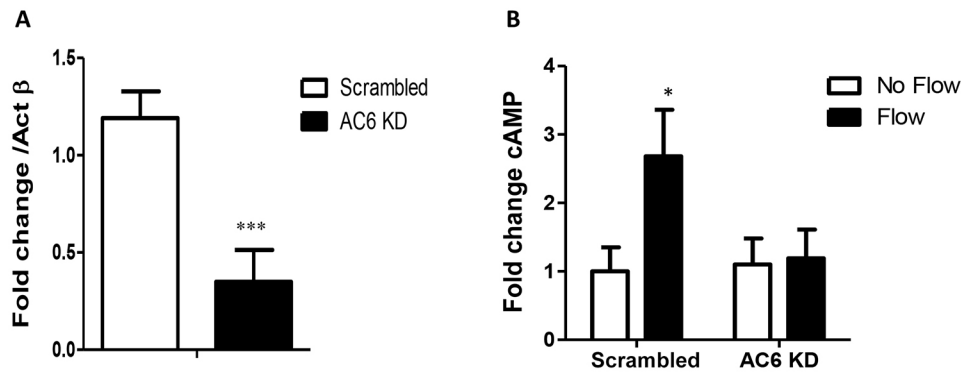 A
Fold change /Act β
1.5
1.0
0.5
0.0
***
Scrambled
AC6 KD
B
Fold change cAMP
4
3
2
1
0
*
No Flow
Flow
Scrambled
AC6 KD